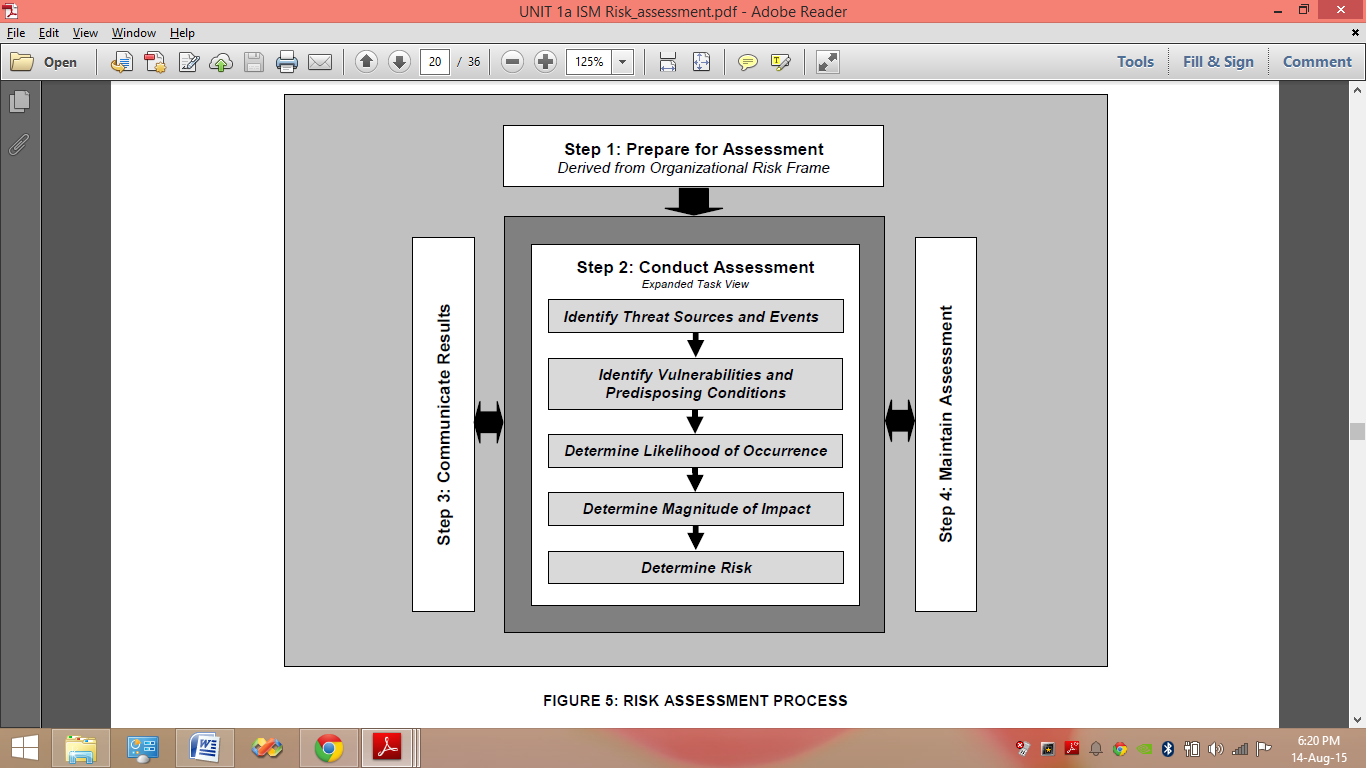 UNIT 1a ISM Risk_assessment.pdf - Adobe Reader
File Edit View Window Help
Open 20 / 36 125% Tools Fill & Sign Comment
Step 1: Prepare for Assessment
Derived from Organizational Risk Frame
Step 2: Conduct Assessment
Expanded Task View
Identify Threat Sources and Events
Identify Vulnerabilities and
Predisposing Conditions
Determine Likelihood of Occurrence
Determine Magnitude of Impact
Determine Risk
Step 3: Communicate Results
Step 4: Maintain Assessment
FIGURE 5: RISK ASSESSMENT PROCESS
6:20 PM
14-Aug-15